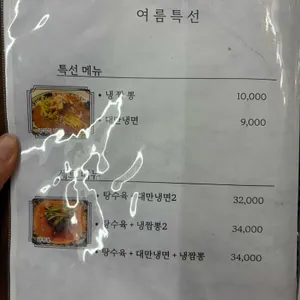 여름특선
특선 메뉴
• 냉짬뽕 10,000
• 대만냉면 9,000
• 탕수육 + 대만냉면2 32,000
• 탕수육 + 냉짬뽕2 34,000
• 탕수육 + 대만냉면 + 냉짬뽕 34,000